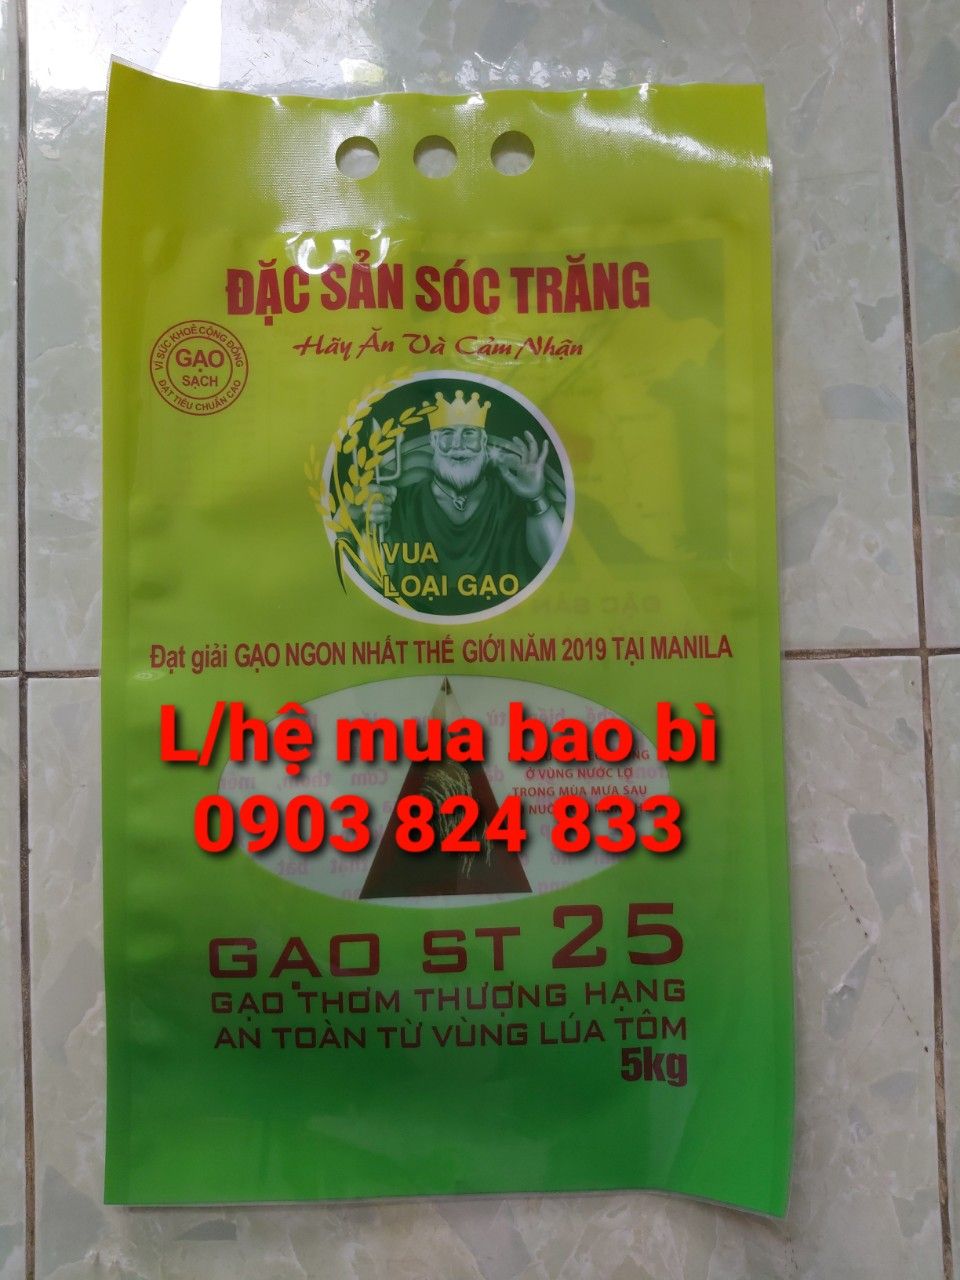 ĐẶC SẢN SÓC TRĂNG
Hãy Ăn Và Cảm Nhận
VÌ SỨC KHOẺ CỘNG ĐỒNG
GẠO
SẠCH
ĐẠT TIÊU CHUẨN CAO
VUA
LOẠI GẠO
Đạt giải GẠO NGON NHẤT THẾ GIỚI NĂM 2019 TẠI MANILA
L/hệ mua bao bì
Ở VÙNG NƯỚC LỢ
TRONG MÙA MƯA SAU
0903 824 833
GẠO ST 25
GẠO THƠM THƯỢNG HẠNG
AN TOÀN TỪ VÙNG LÚA TÔM
5kg